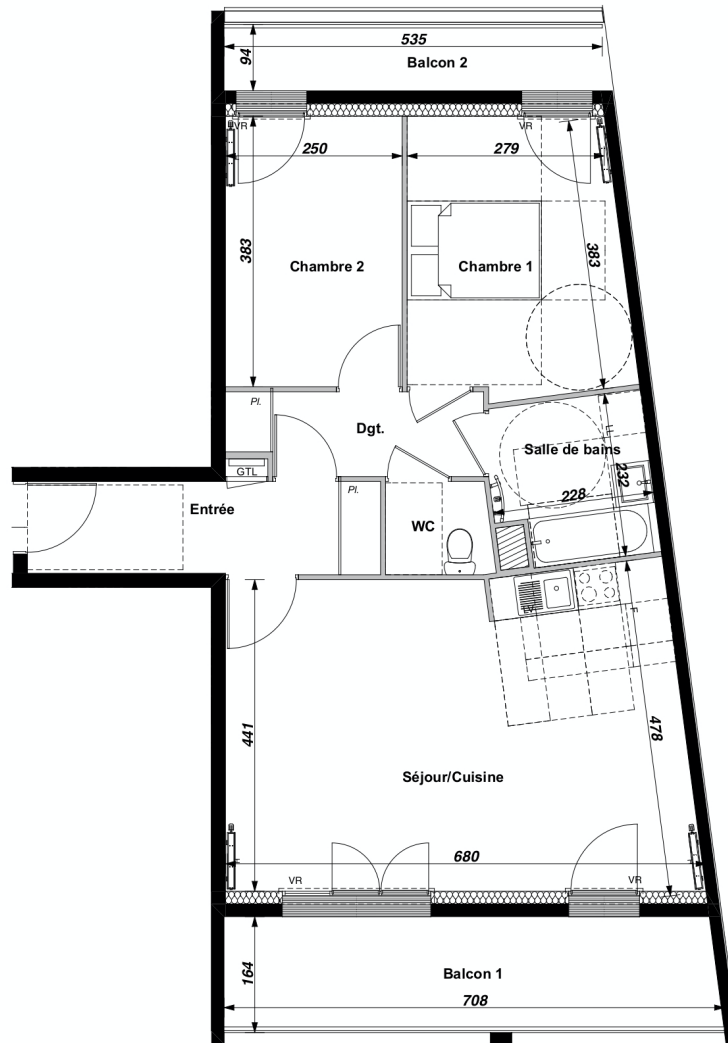 535
94
Balcon 2
VR
VR
250
279
383
383
Chambre 2
Chambre 1
Pl.
Dgt.
LL
Salle de bains
232
GTL
Pl.
228
Entrée
WC
LV
F
441
478
Séjour/Cuisine
680
VR
VR
164
Balcon 1
708